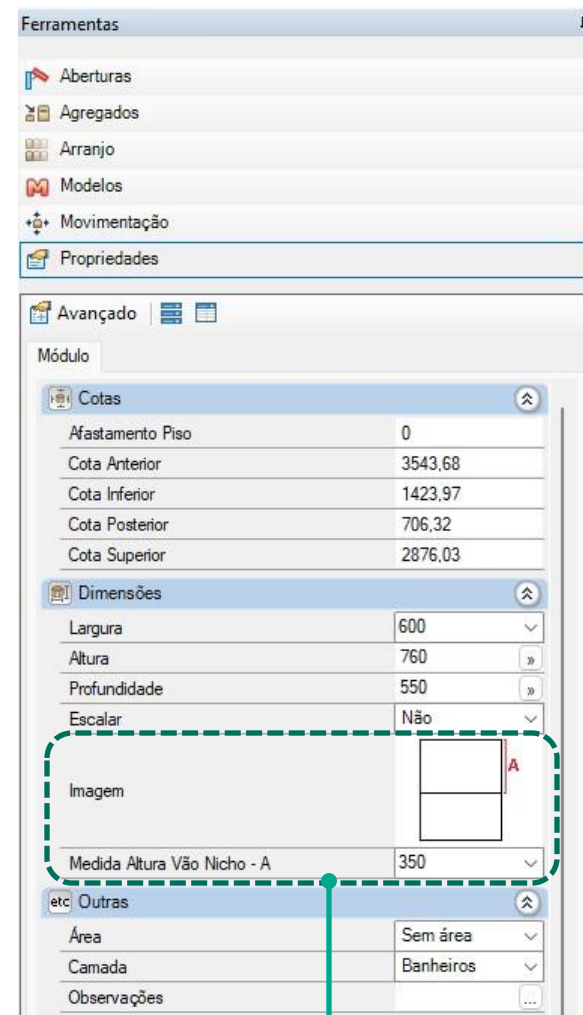 Ferramentas
Aberturas
Agregados
Arranjo
Modelos
Movimentação
Propriedades
Avançado
Módulo
Cotas
Afastamento Piso 0
Cota Anterior 3543,68
Cota Inferior 1423,97
Cota Posterior 706,32
Cota Superior 2876,03
Dimensões
Largura 600
Altura 760
Profundidade 550
Escalar Não
Imagem A
Medida Altura Vão Nicho - A 350
etc Outras
Área Sem área
Camada Banheiros
Observações ...